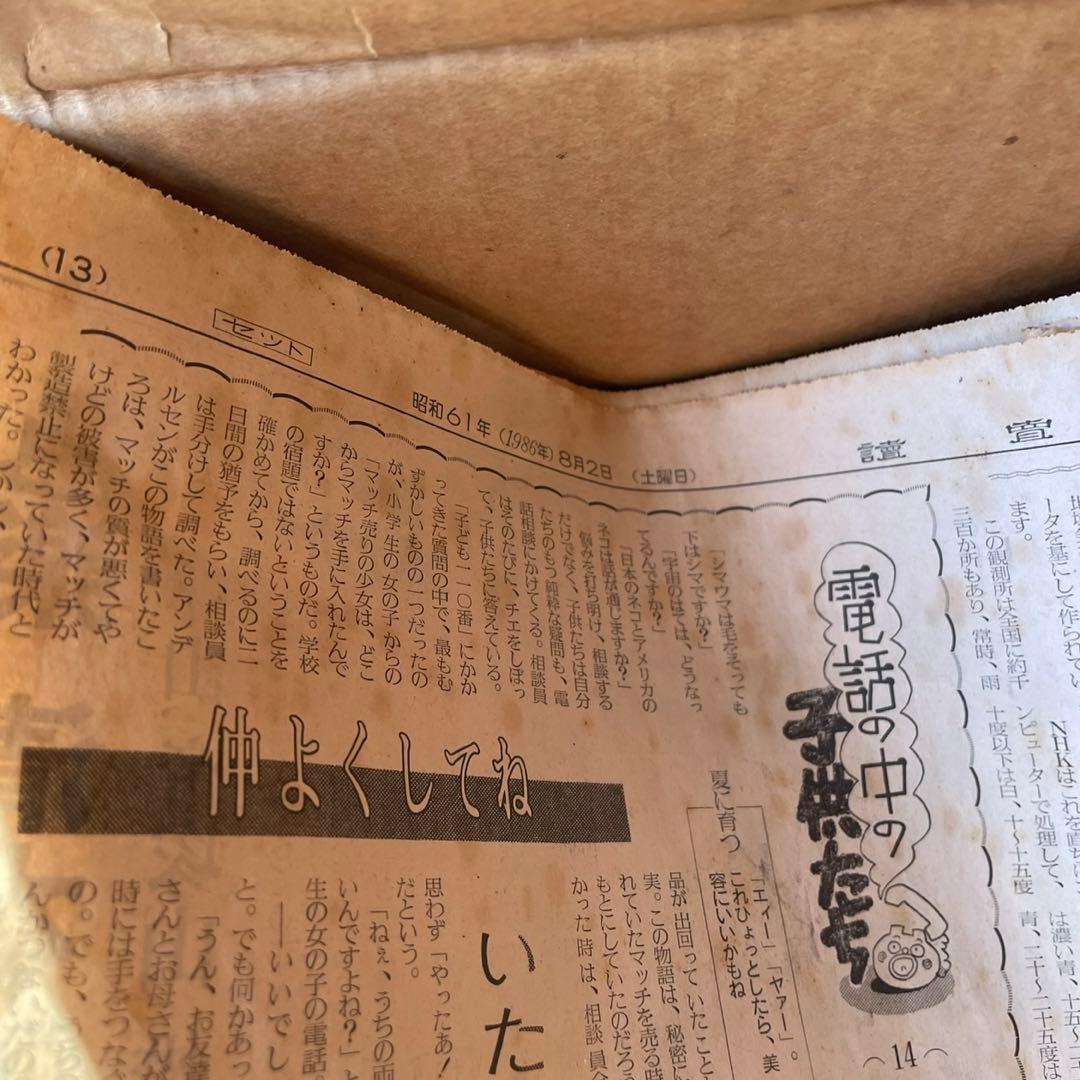 (13)
セット
昭和61年(1986年)8月2日
(土曜日)
讀
賣
電話の中の
子供たち
(14)
「シマウマは毛をそっても
下はシマですか?」
「宇宙のはては、どうなっ
てるんですか?」
「日本のネコとアメリカの
ネコは話が通じますか?」
悩みを打ち明け、相談する
だけでなく、子供たちは自分
たちのもつ純粋な疑問も、電
話相談にかけてくる。相談員
はそのたびに、チエをしぼっ
て、子供たちに答えている。
「子ども一一〇番」にかか
ってきた質問の中で、最もむ
ずかしいものの一つだったの
が、小学生の女の子からの
「マッチ売りの少女は、どこ
からマッチを手に入れたんで
すか?」というものだ。学校
の宿題ではないということを
確かめてから、調べるのに二
日間の猶予をもらい、相談員
は手分けして調べた。アンデ
ルセンがこの物語を書いたこ
ろは、マッチの質が悪くてや
けどの被害が多く、マッチが
製造禁止になっていた時代と
わかった。
仲よくしてね
夏に育つ
「エィー」「ヤァー」。
これひょっとしたら、美
容にいいかもね
品が出回っていたことも
実。この物語は、秘密に
れていたマッチを売る時
もとにしていたのだろう
かった時は、相談員
いた
思わず「やったぁ!
だという。
「ねぇ、うちの両
いんですよね?」と
生の女の子の電話。
――いいでし
と。でも何かあっ
「うん、お友達
さんとお母さんが
時には手をつな
の。でも、
ータを基にして作られてい
ます。
この観測所は全国に約千
三百か所もあり、常時、雨
NHKはこれを直ちに
ンピューターで処理して、
十度以下は白、十〜十五度
は濃い青、十五〜
青、二十〜二十五度は